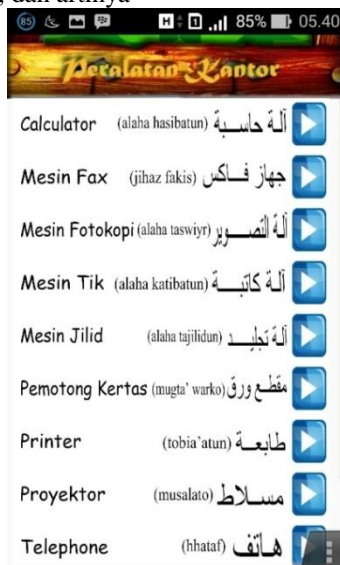 dan artinya
85 H 1 85% 05.40
Peralatan Kantor
Calculator (alaha hasibatun) آلة حاسبة
Mesin Fax (jihaz fakis) جهاز فاكس
Mesin Fotokopi (alaha taswiyr) آلة التصوير
Mesin Tik (alaha katibatun) آلة كاتبة
Mesin Jilid (alaha tajilidun) آلة تجليد
Pemotong Kertas (mugta' warko) مقطع ورق
Printer (tobia'atun) طابعة
Proyektor (musalato) مسلاط
Telephone (hhataf) هاتف